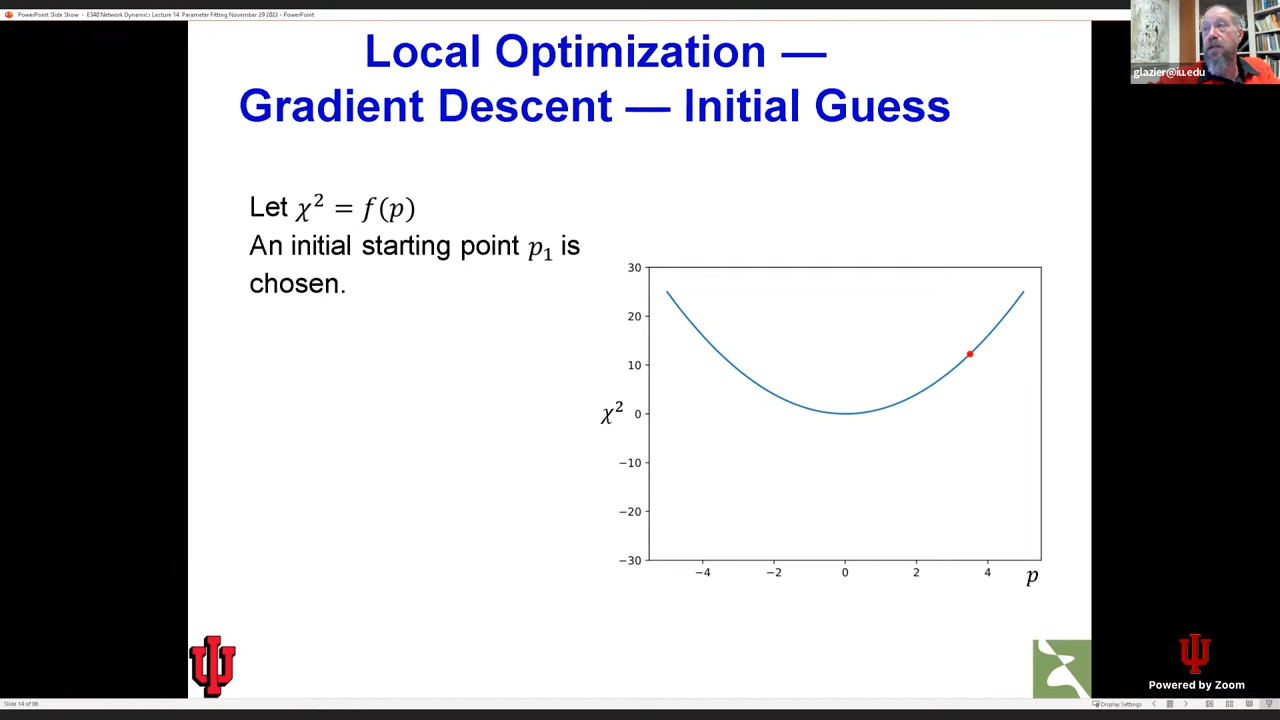 PowerPoint Slide Show - E340 Network Dynamics Lecture 14 Parameter Fitting November 29 2022 - PowerPoint
glazier@iu.edu
Local Optimization —
Gradient Descent — Initial Guess
Let χ² = f(p)
An initial starting point p₁ is
chosen.
30
20
10
χ² 0
−10
−20
−30
−4 −2 0 2 4 p
Powered by Zoom
Slide 14 of 86
Display Settings